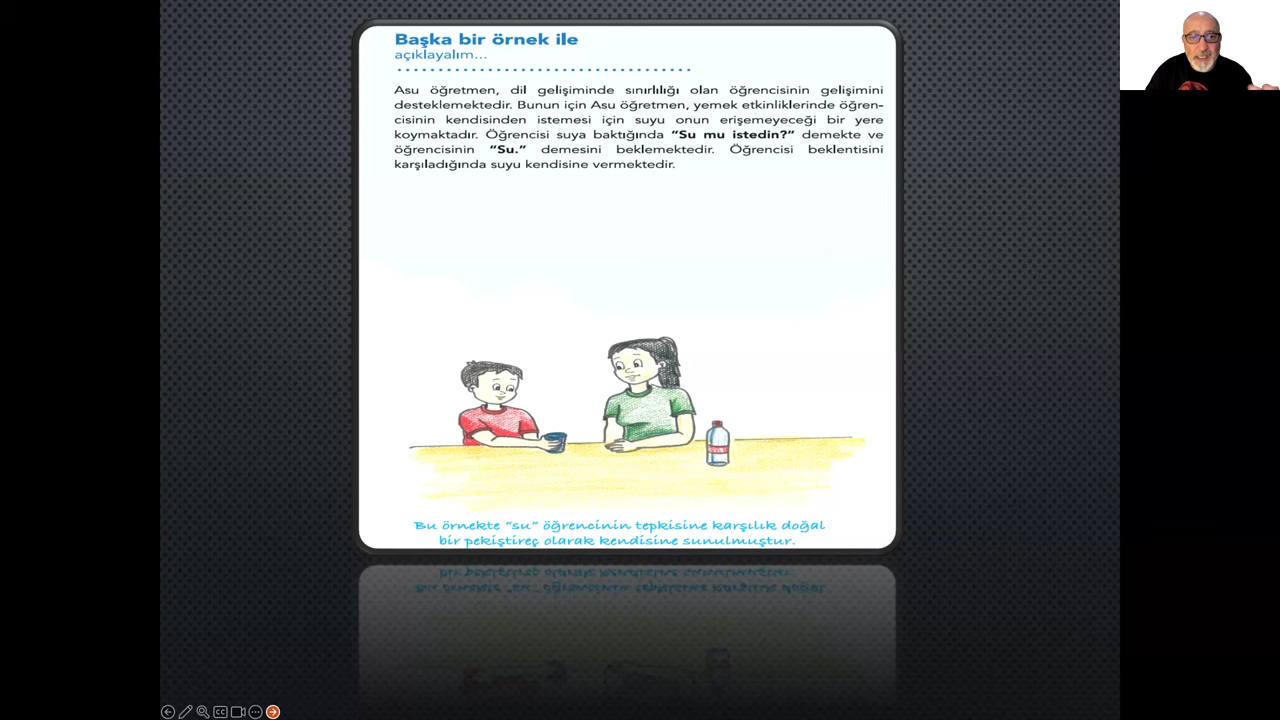 Başka bir örnek ile
açıklayalım...
Asu öğretmen, dil gelişiminde sınırlılığı olan öğrencisinin gelişimini
desteklemektedir. Bunun için Asu öğretmen, yemek etkinliklerinde öğren-
cisinin kendisinden istemesi için suyu onun erişemeyeceği bir yere
koymaktadır. Öğrencisi suya baktığında “Su mu istedin?” demekte ve
öğrencisinin “Su.” demesini beklemektedir. Öğrencisi beklentisini
karşıladığında suyu kendisine vermektedir.
Bu örnekte “su” öğrencinin tepkisine karşılık doğal
bir pekiştireç olarak kendisine sunulmuştur.